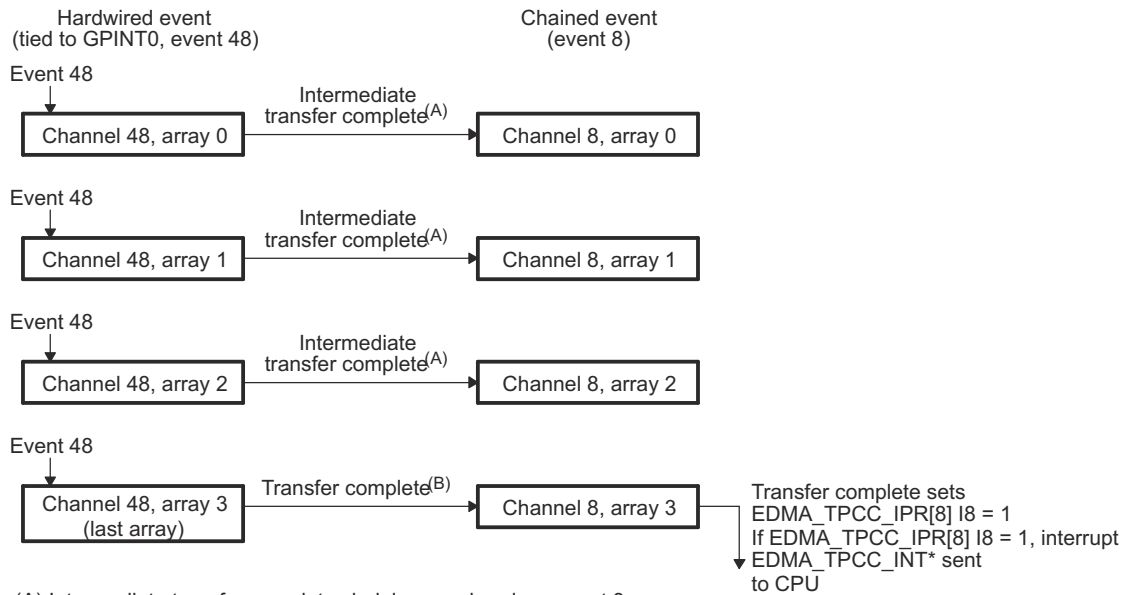 Hardwired event
(tied to GPINT0, event 48)
Chained event
(event 8)
Event 48
Channel 48, array 0
Intermediate
transfer complete(A)
Channel 8, array 0
Event 48
Channel 48, array 1
Intermediate
transfer complete(A)
Channel 8, array 1
Event 48
Channel 48, array 2
Intermediate
transfer complete(A)
Channel 8, array 2
Event 48
Channel 48, array 3
(last array)
Transfer complete(B)
Channel 8, array 3
Transfer complete sets
EDMA_TPCC_IPR[8] I8 = 1
If EDMA_TPCC_IPR[8] I8 = 1, interrupt
EDMA_TPCC_INT* sent
to CPU